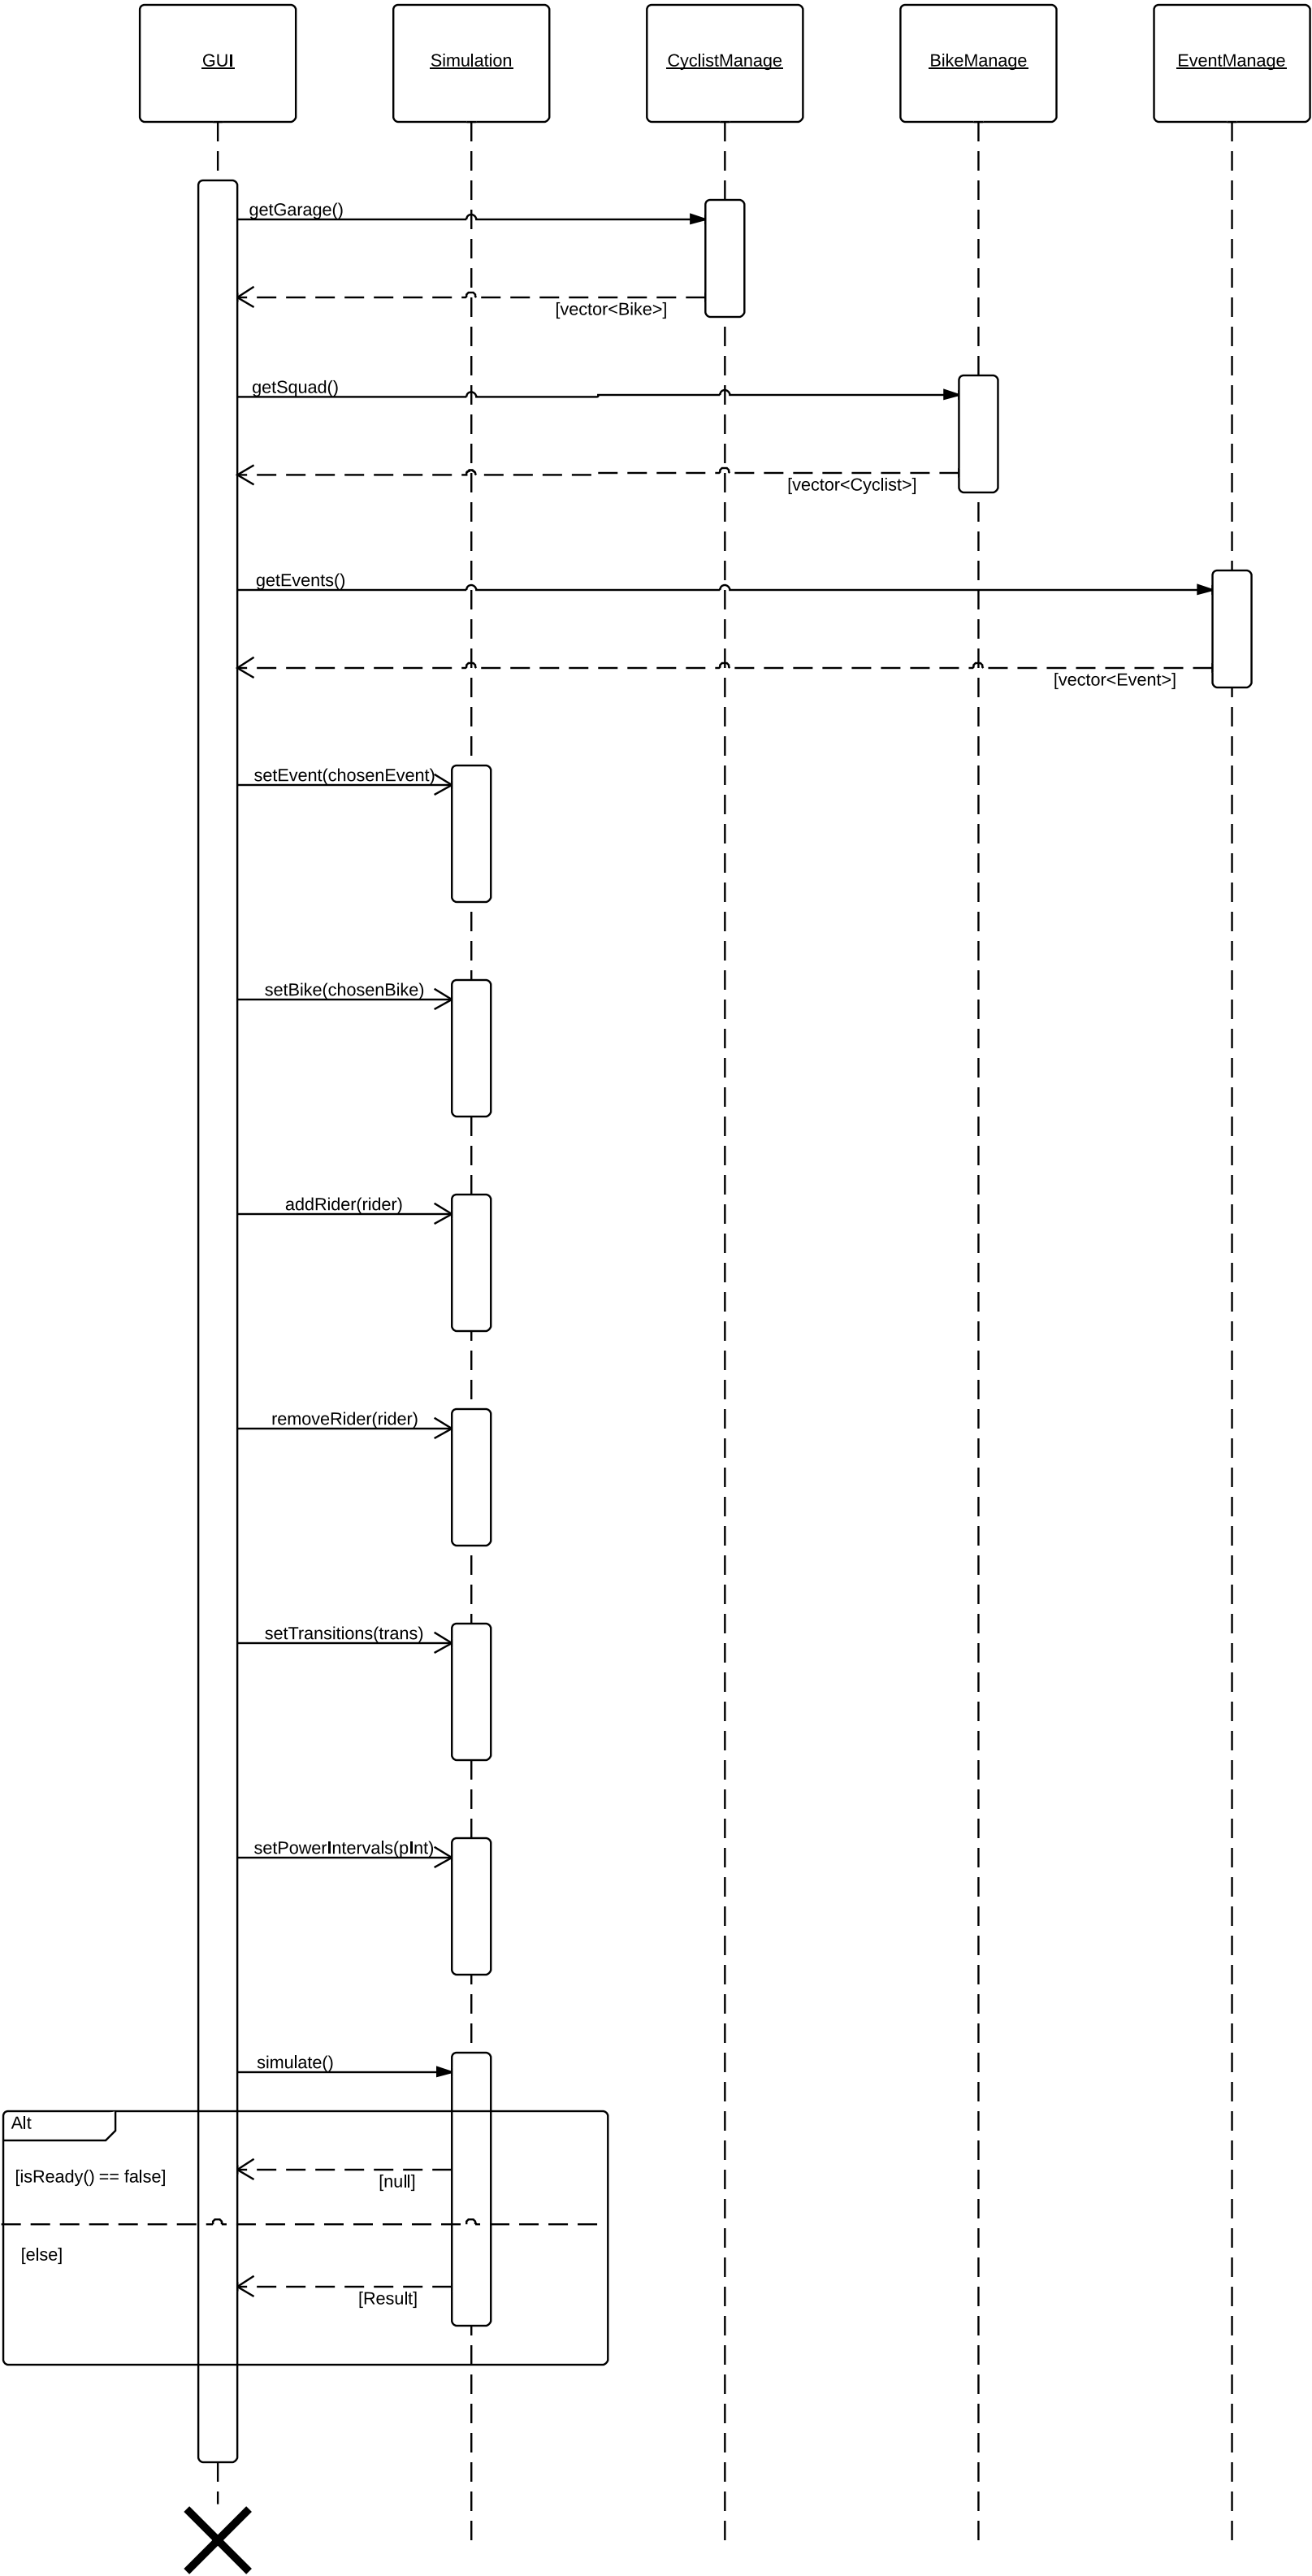 GUI
Simulation
CyclistManage
BikeManage
EventManage
getGarage()
[vector<Bike>]
getSquad()
[vector<Cyclist>]
getEvents()
[vector<Event>]
setEvent(chosenEvent)
setBike(chosenBike)
addRider(rider)
removeRider(rider)
setTransitions(trans)
setPowerIntervals(pInt)
simulate()
Alt
[isReady() == false]
[null]
[else]
[Result]